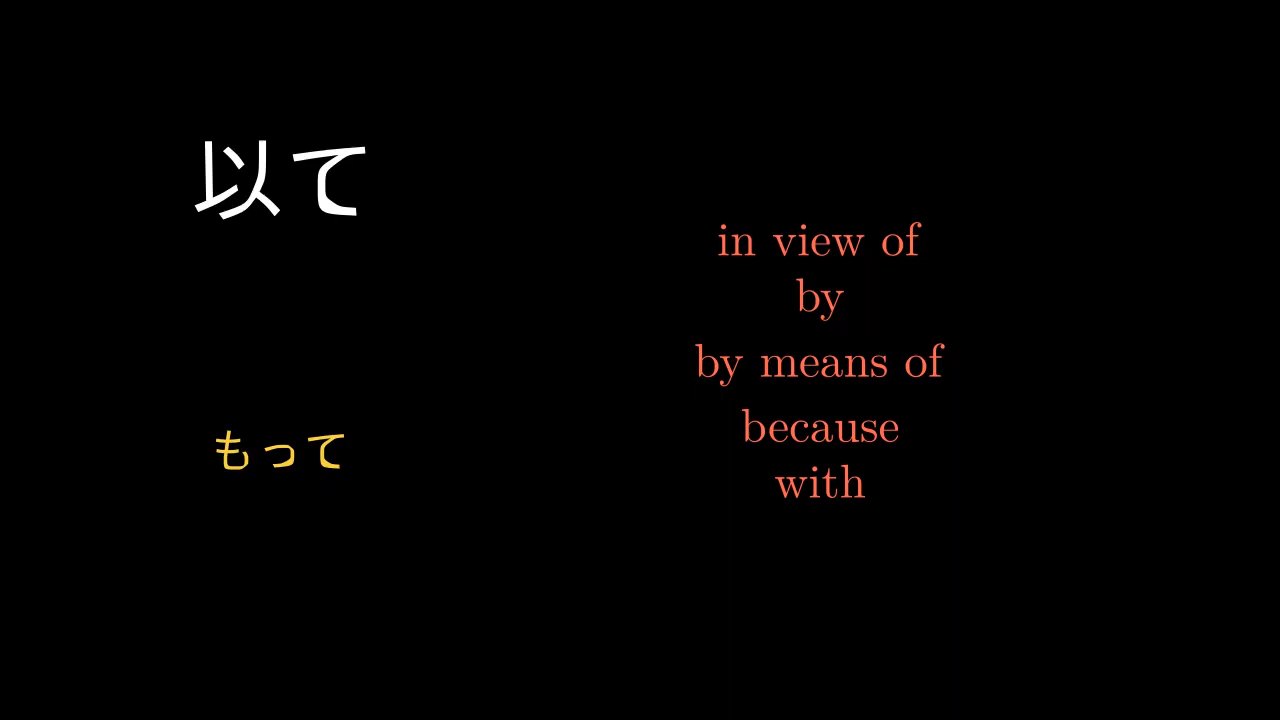 以て
もって
in view of
by
by means of
because
with